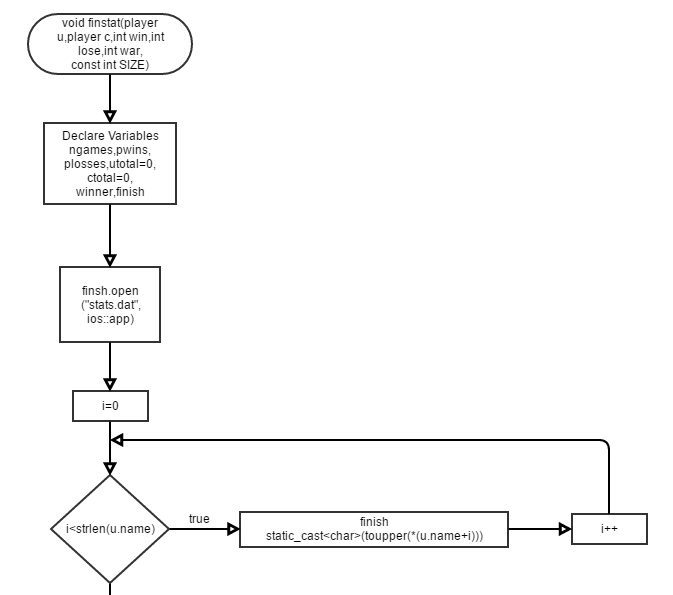 void finstat(player
u,player c,int win,int
lose,int war,
const int SIZE)
Declare Variables
ngames,pwins,
plosses,utotal=0,
ctotal=0,
winner,finish
finsh.open
("stats.dat",
ios::app)
i=0
i<strlen(u.name)
true
finish
static_cast<char>(toupper(*(u.name+i)))
i++